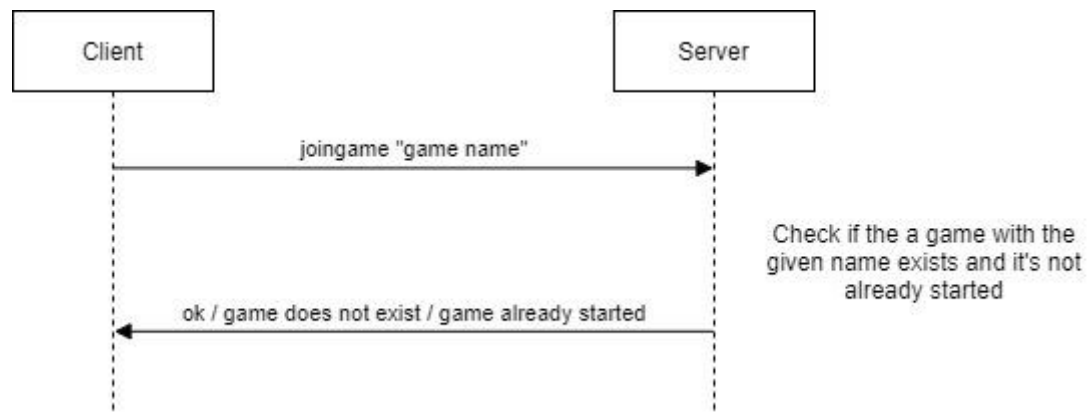 Client
Server
joingame "game name"
Check if the a game with the
given name exists and it's not
already started
ok / game does not exist / game already started